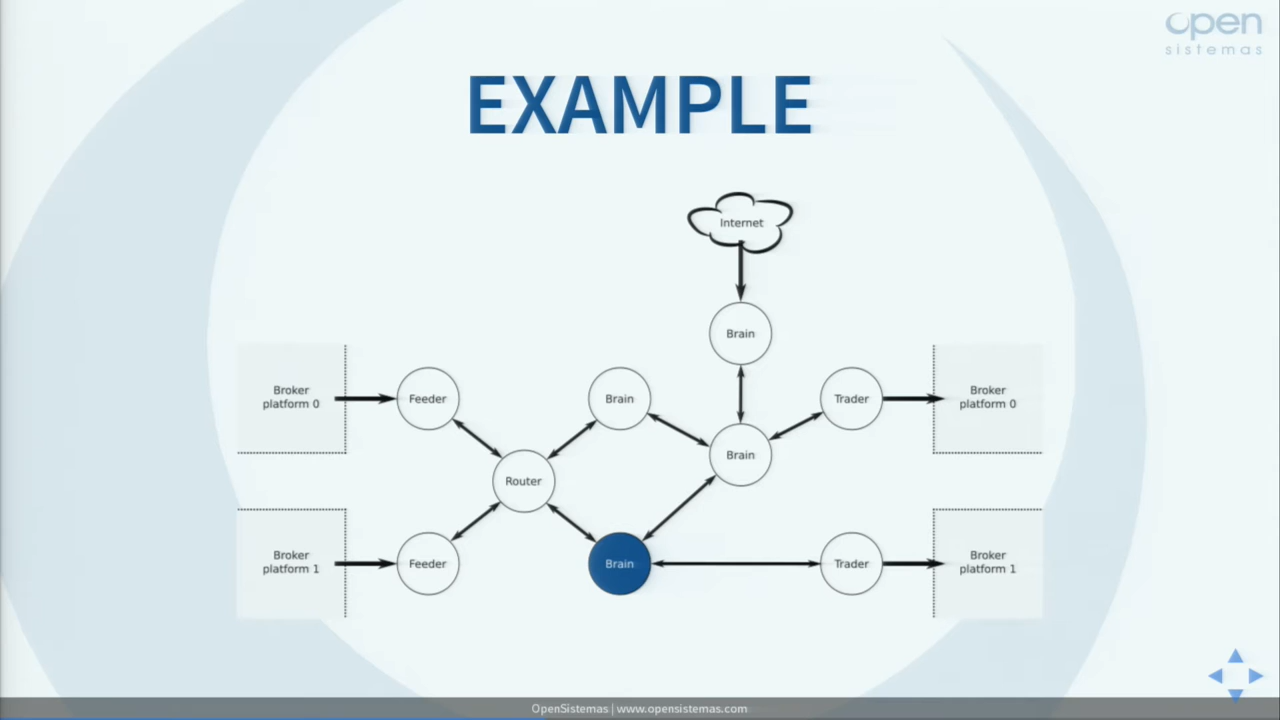 open
sistemas
EXAMPLE
Internet
Brain
Broker
platform 0
Feeder
Brain
Trader
Broker
platform 0
Brain
Router
Broker
platform 1
Feeder
Brain
Trader
Broker
platform 1
OpenSistemas | www.opensistemas.com